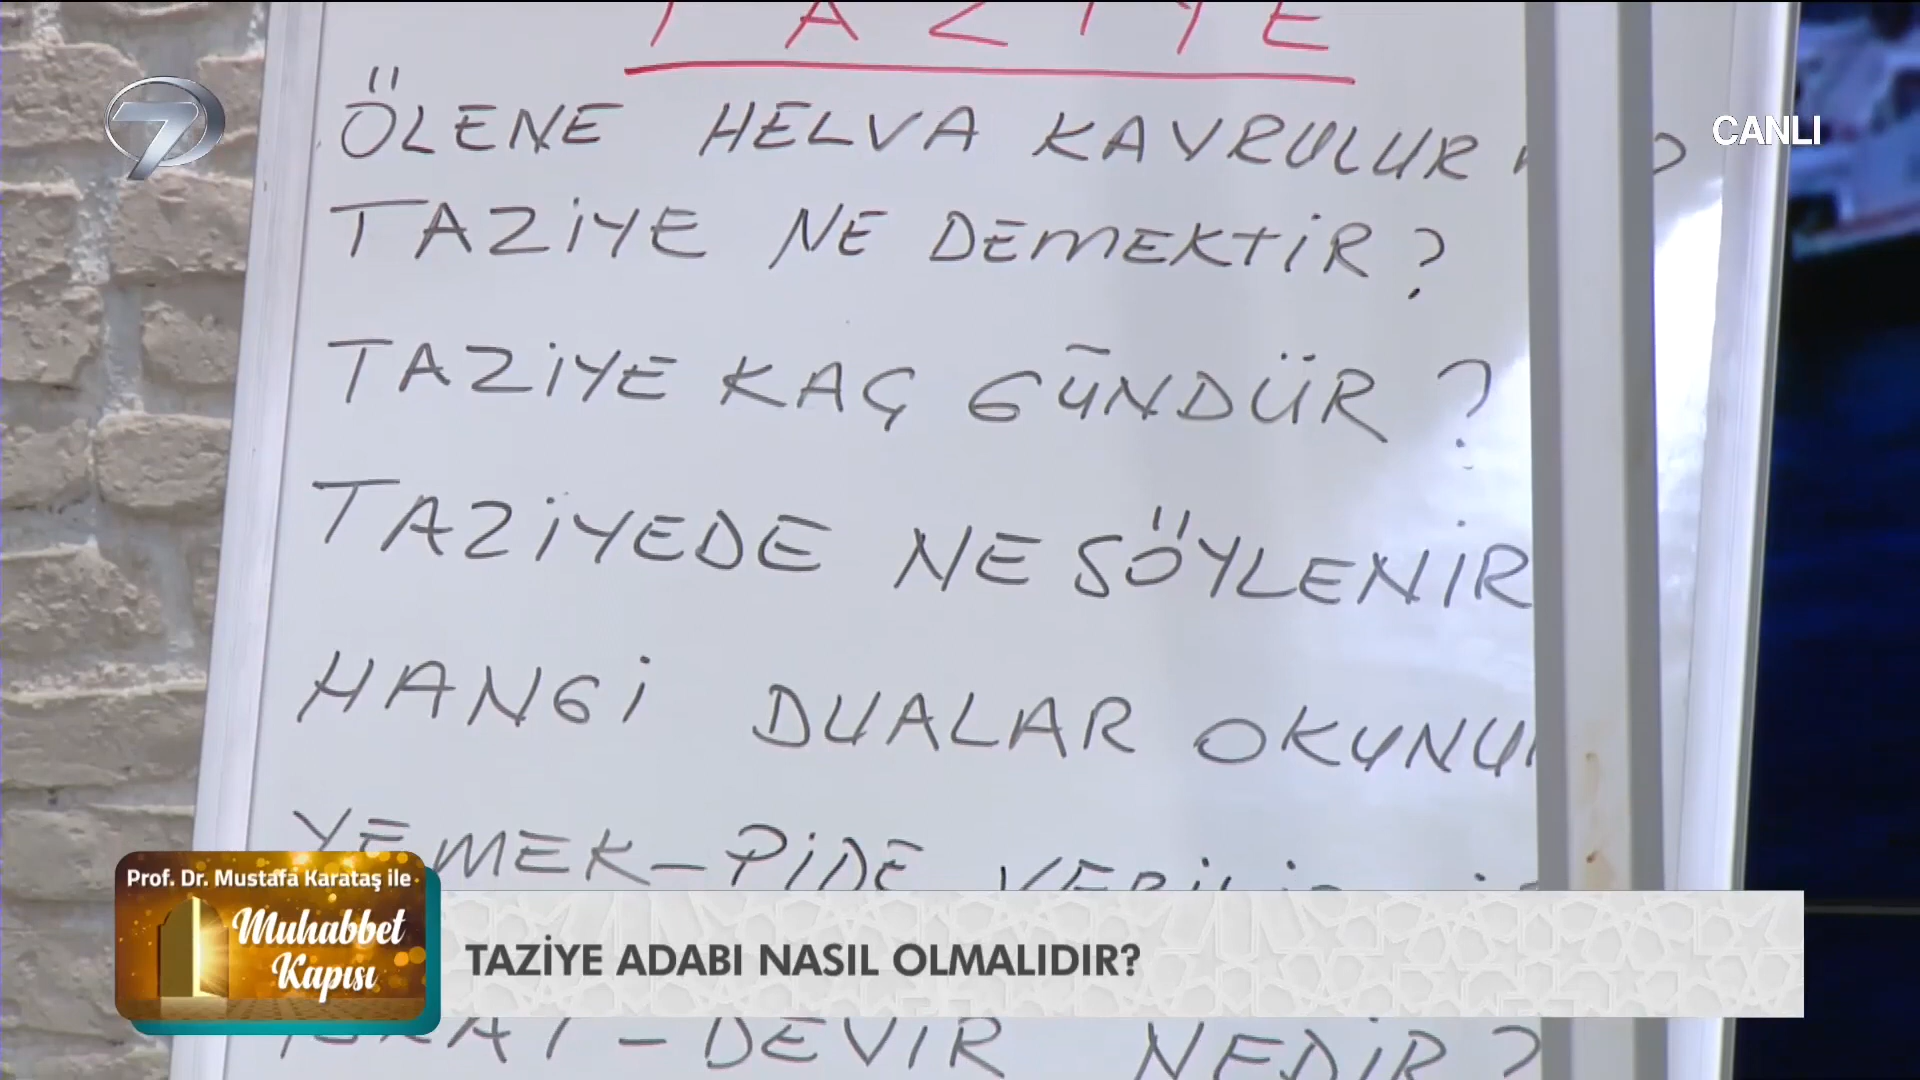 TAZİYE
ÖLENE HELVA KAVRULUR
TAZİYE NE DEMEKTİR?
TAZİYE KAÇ GÜNDÜR?
TAZİYEDE NE SÖYLENİR
HANGİ DUALAR
YEMEK-PİDE
-DEVİR NEDİR?
7
CANLI
Prof. Dr. Mustafa Karataş ile
Muhabbet
Kapısı
TAZİYE ADABI NASIL OLMALIDIR?